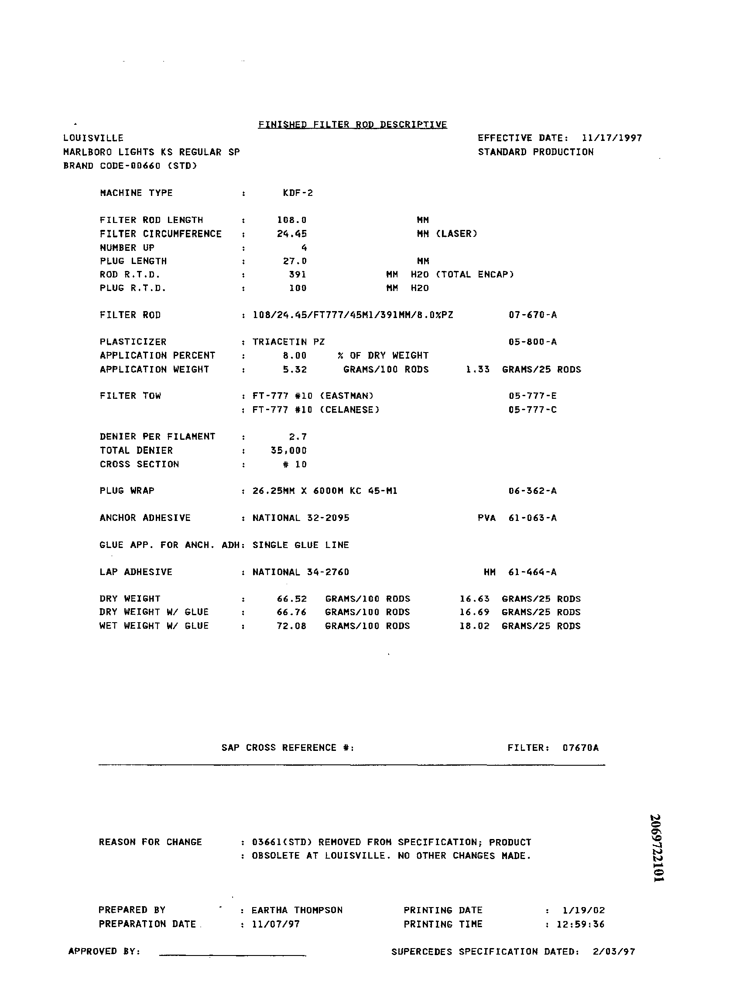 FINISHED FILTER ROD DESCRIPTIVE
LOUISVILLE EFFECTIVE DATE: 11/17/1997
MARLBORO LIGHTS KS REGULAR SP STANDARD PRODUCTION
BRAND CODE-00660 (STD)
MACHINE TYPE : KDF-2
FILTER ROD LENGTH : 108.0 MM
FILTER CIRCUMFERENCE : 24.45 MM (LASER)
NUMBER UP : 4
PLUG LENGTH : 27.0 MM
ROD R.T.D. : 391 MM H2O (TOTAL ENCAP)
PLUG R.T.D. : 100 MM H2O
FILTER ROD : 108/24.45/FT777/45M1/391MM/8.0%PZ 07-670-A
PLASTICIZER : TRIACETIN PZ 05-800-A
APPLICATION PERCENT : 8.00 % OF DRY WEIGHT
APPLICATION WEIGHT : 5.32 GRAMS/100 RODS 1.33 GRAMS/25 RODS
FILTER TOW : FT-777 #10 (EASTMAN) 05-777-E
: FT-777 #10 (CELANESE) 05-777-C
DENIER PER FILAMENT : 2.7
TOTAL DENIER : 35,000
CROSS SECTION : # 10
PLUG WRAP : 26.25MM X 6000M KC 45-M1 06-362-A
ANCHOR ADHESIVE : NATIONAL 32-2095 PVA 61-063-A
GLUE APP. FOR ANCH. ADH: SINGLE GLUE LINE
LAP ADHESIVE : NATIONAL 34-2760 HM 61-464-A
DRY WEIGHT : 66.52 GRAMS/100 RODS 16.63 GRAMS/25 RODS
DRY WEIGHT W/ GLUE : 66.76 GRAMS/100 RODS 16.69 GRAMS/25 RODS
WET WEIGHT W/ GLUE : 72.08 GRAMS/100 RODS 18.02 GRAMS/25 RODS
SAP CROSS REFERENCE #: FILTER: 07670A
REASON FOR CHANGE : 03661(STD) REMOVED FROM SPECIFICATION; PRODUCT
: OBSOLETE AT LOUISVILLE. NO OTHER CHANGES MADE.
2069722101
PREPARED BY : EARTHA THOMPSON PRINTING DATE : 1/19/02
PREPARATION DATE : 11/07/97 PRINTING TIME : 12:59:36
APPROVED BY: SUPERCEDES SPECIFICATION DATED: 2/03/97